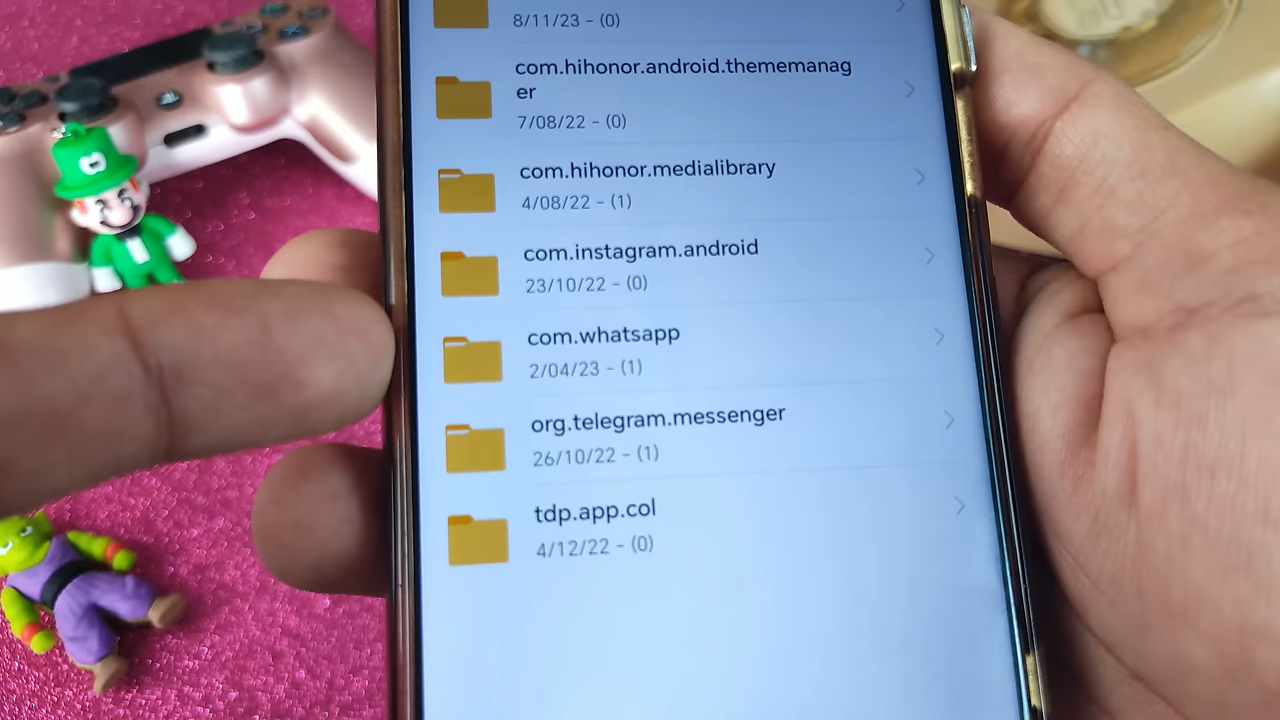 8/11/23 - (0)
com.hihonor.android.thememanag
er
7/08/22 - (0)
com.hihonor.medialibrary
4/08/22 - (1)
com.instagram.android
23/10/22 - (0)
com.whatsapp
2/04/23 - (1)
org.telegram.messenger
26/10/22 - (1)
tdp.app.col
4/12/22 - (0)